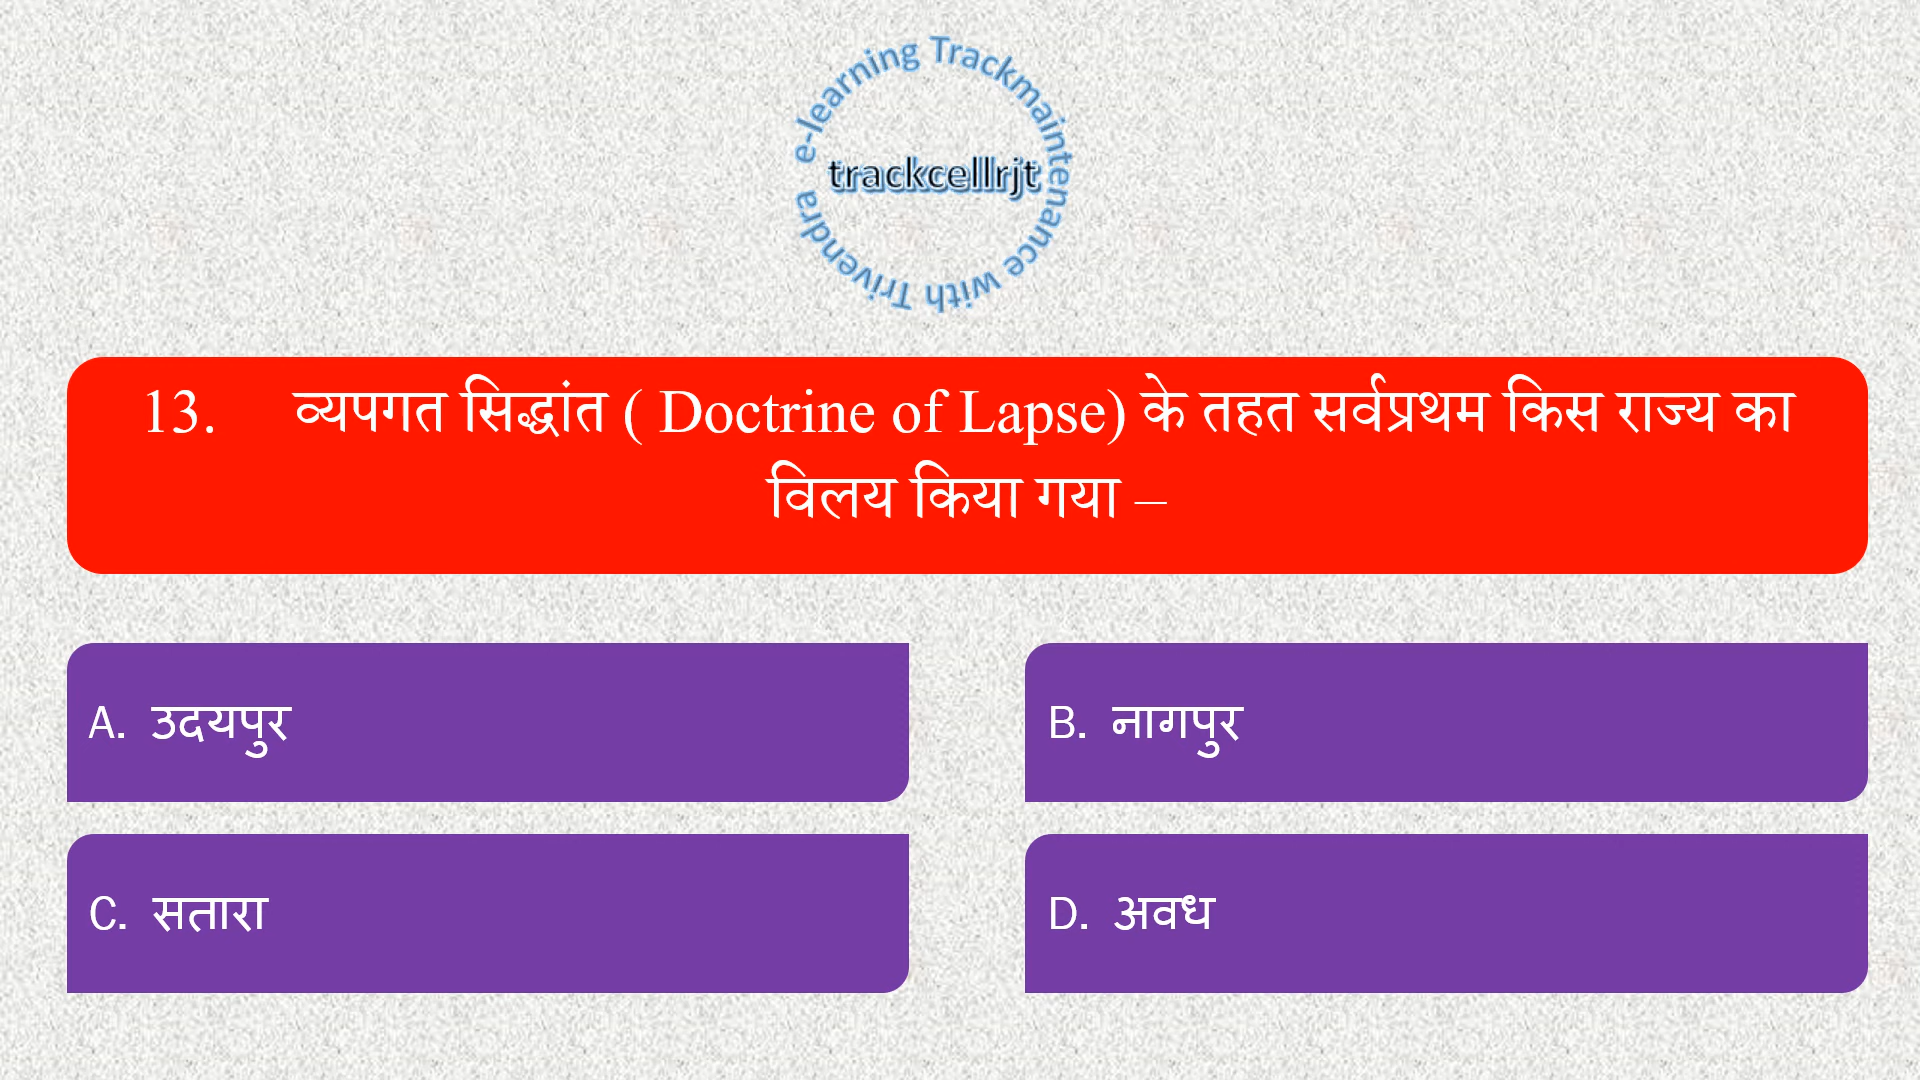 e-learning Trackmaintenance with Trivendra
trackcellrjt
13. व्यपगत सिद्धांत ( Doctrine of Lapse) के तहत सर्वप्रथम किस राज्य का
विलय किया गया –
A. उदयपुर
B. नागपुर
C. सतारा
D. अवध